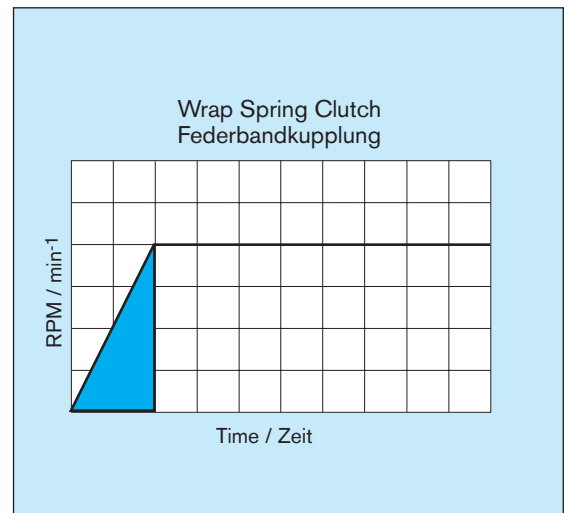 Wrap Spring Clutch
Federbandkupplung
RPM / min-1
Time / Zeit